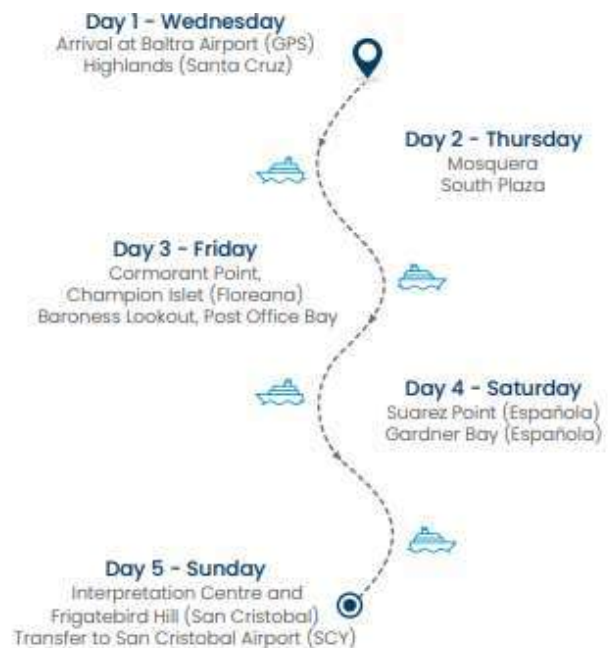 Day 1 - Wednesday
Arrival at Baltra Airport (GPS)
Highlands (Santa Cruz)
Day 2 - Thursday
Mosquera
South Plaza
Day 3 - Friday
Cormorant Point,
Champion Islet (Floreana)
Baroness Lookout, Post Office Bay
Day 4 - Saturday
Suarez Point (Española)
Gardner Bay (Española)
Day 5 - Sunday
Interpretation Centre and
Frigatebird Hill (San Cristobal)
Transfer to San Cristobal Airport (SCY)